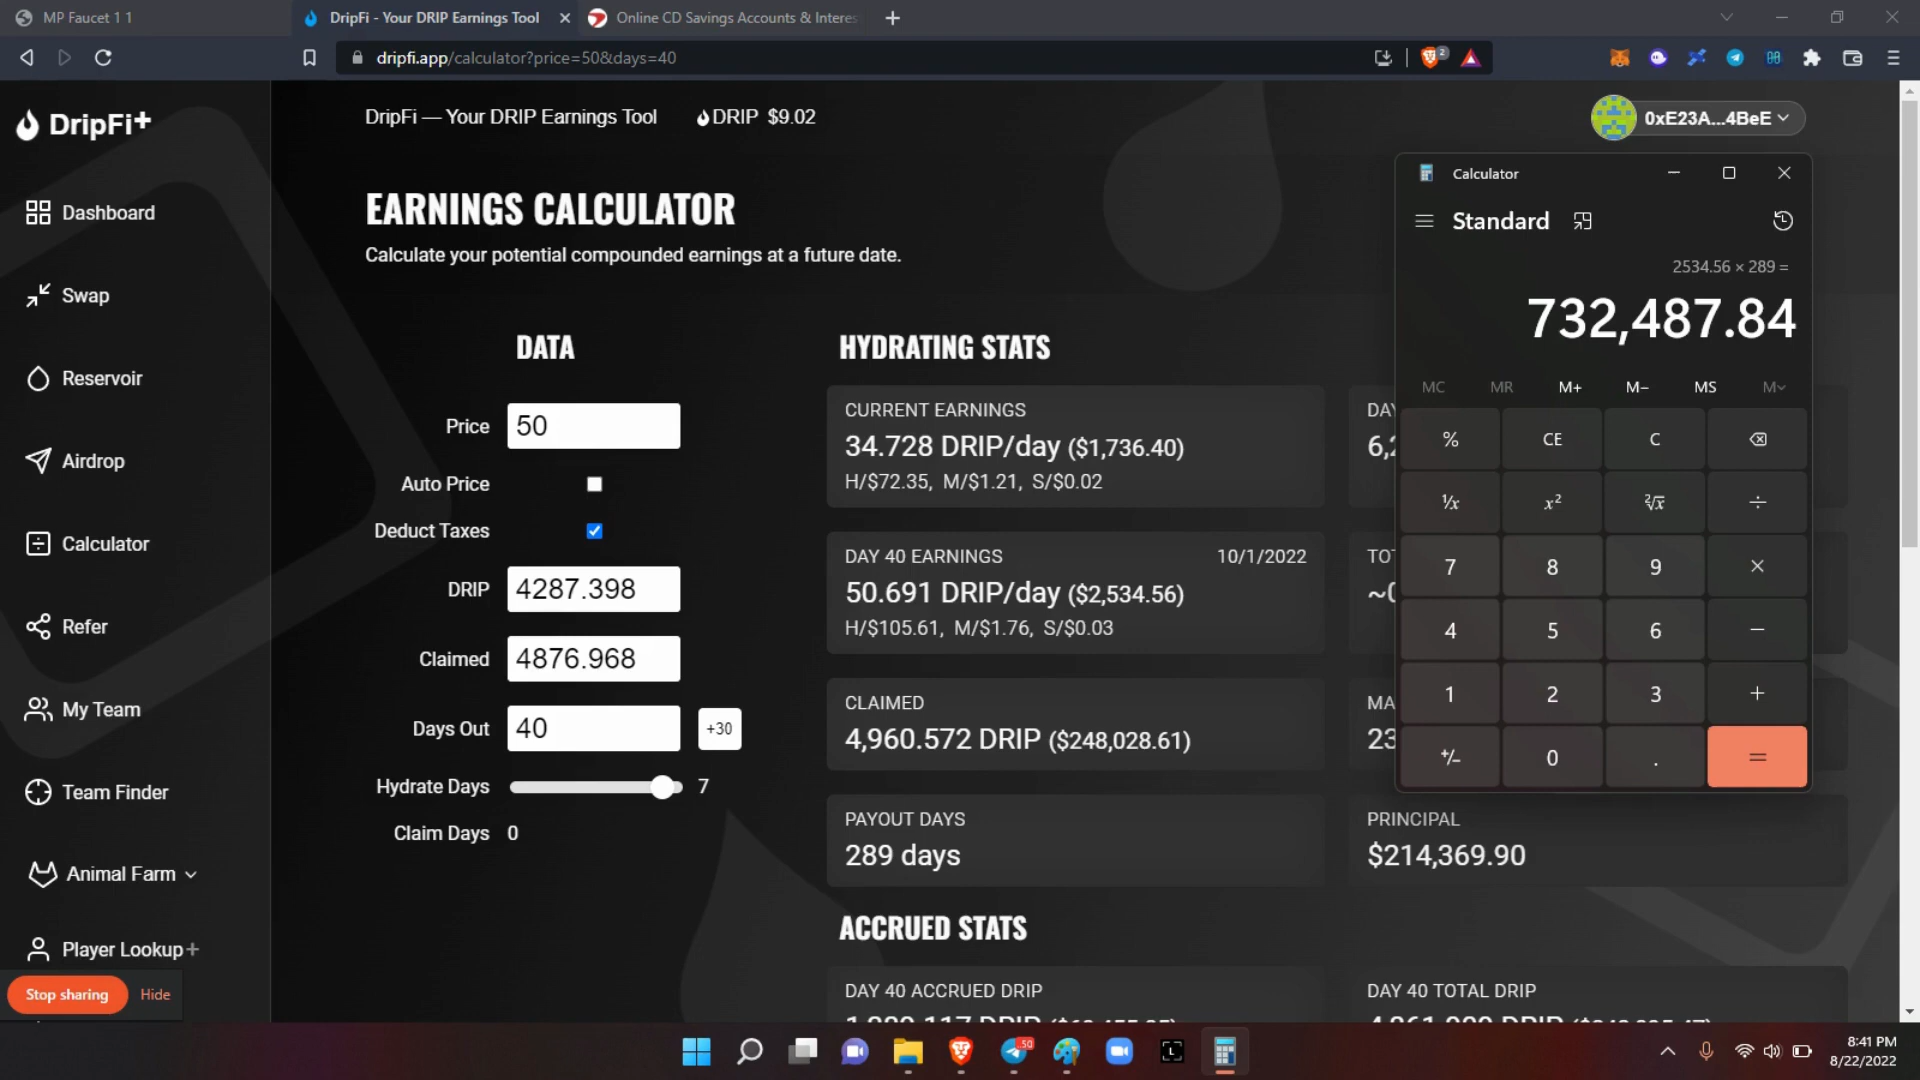 MP Faucet 1 1
DripFi - Your DRIP Earnings Tool
Online CD Savings Accounts & Interes
dripfi.app/calculator?price=50&days=40
2
DripFi+
DripFi — Your DRIP Earnings Tool
DRIP $9.02
0xE23A...4BeE
Dashboard
Swap
Reservoir
Airdrop
Calculator
Refer
My Team
Team Finder
Animal Farm
Player Lookup+
Stop sharing
Hide
EARNINGS CALCULATOR
Calculate your potential compounded earnings at a future date.
DATA
Price 50
Auto Price
Deduct Taxes
DRIP 4287.398
Claimed 4876.968
Days Out 40 +30
Hydrate Days 7
Claim Days 0
HYDRATING STATS
CURRENT EARNINGS
34.728 DRIP/day ($1,736.40)
H/$72.35, M/$1.21, S/$0.02
DAY 40 EARNINGS 10/1/2022
50.691 DRIP/day ($2,534.56)
H/$105.61, M/$1.76, S/$0.03
CLAIMED
4,960.572 DRIP ($248,028.61)
PAYOUT DAYS
289 days
DAY
6,2
TOT
~0
MA
23
PRINCIPAL
$214,369.90
ACCRUED STATS
DAY 40 ACCRUED DRIP
DAY 40 TOTAL DRIP
Calculator
Standard
2534.56 × 289 =
732,487.84
MC MR M+ M− MS M
% CE C
¹/x x² ²√x ÷
7 8 9 ×
4 5 6 −
1 2 3 +
+/− 0 . =
50
L
8:41 PM
8/22/2022